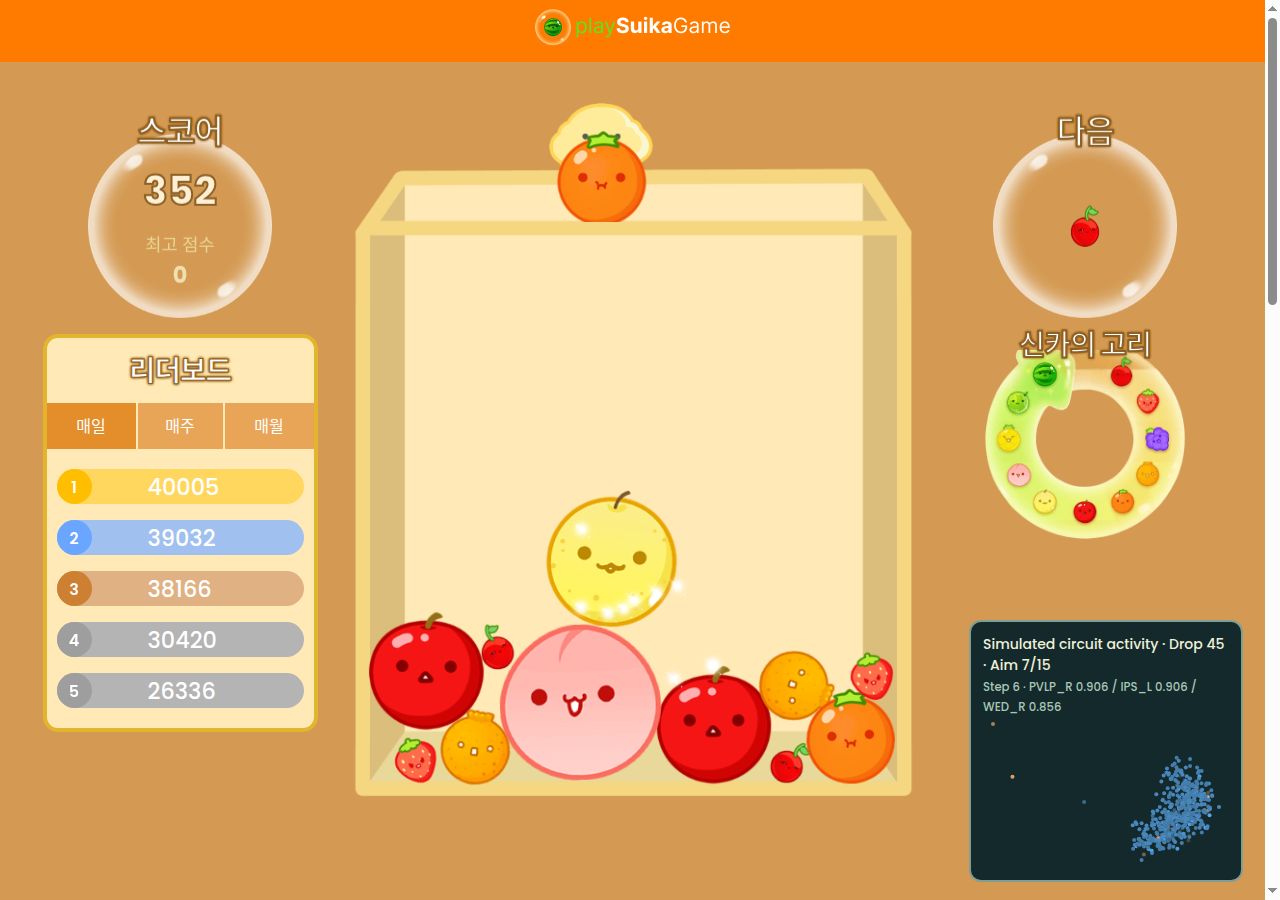 playSuikaGame
스코어
352
최고 점수
0
다음
신카의 고리
리더보드
매일 매주 매월
1 40005
2 39032
3 38166
4 30420
5 26336
Simulated circuit activity · Drop 45
· Aim 7/15
Step 6 · PVLP_R 0.906 / IPS_L 0.906 /
WED_R 0.856